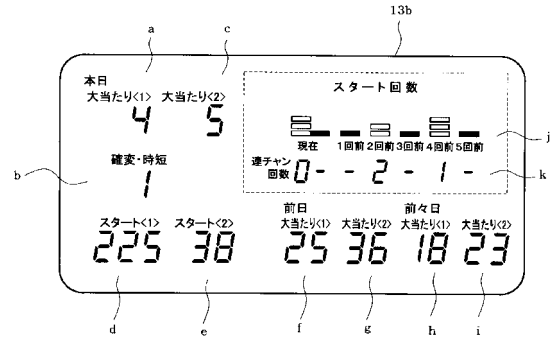 13b
a c
本日
大当たり<1> 大当たり<2>
4 5
スタート回数
現在 1回前 2回前 3回前 4回前 5回前
j
連チャン
回数 0 - - 2 - 1 -
k
確変・時短
b
1
前日 前々日
スタート<1> スタート<2> 大当たり<1> 大当たり<2> 大当たり<1> 大当たり<2>
225 38 25 36 18 23
d e f g h i